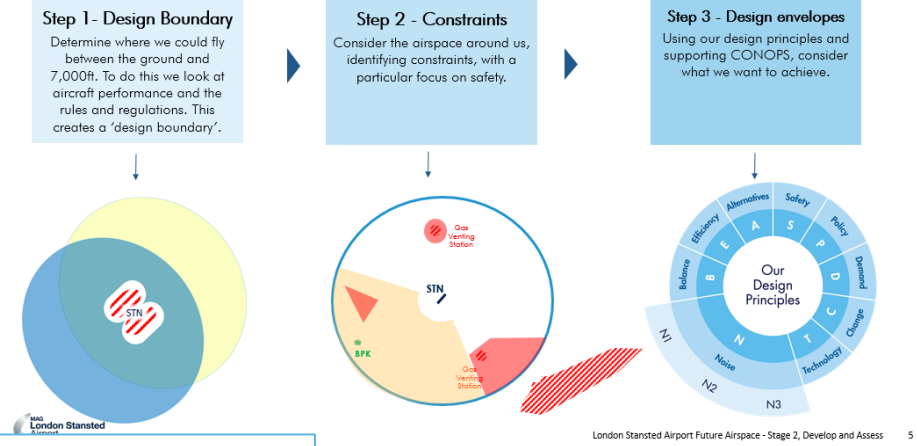 Step 1- Design Boundary
Determine where we could fly
between the ground and
7,000ft. To do this we look at
aircraft performance and the
rules and regulations. This
creates a ‘design boundary’.
Step 2 - Constraints
Consider the airspace around us,
identifying constraints, with a
particular focus on safety.
Step 3 - Design envelopes
Using our design principles and
supporting CONOPS, consider
what we want to achieve.
STN
Gas
Venting
Station
STN
BPK
Gas
Venting
Station
Our
Design
Principles
Alternatives
Safety
Policy
Demand
Change
Technology
Noise
Balance
Efficiency
A
S
P
D
C
T
N
B
E
N1
N2
N3
MAG
London Stansted
Airport
London Stansted Airport Future Airspace - Stage 2, Develop and Assess
5